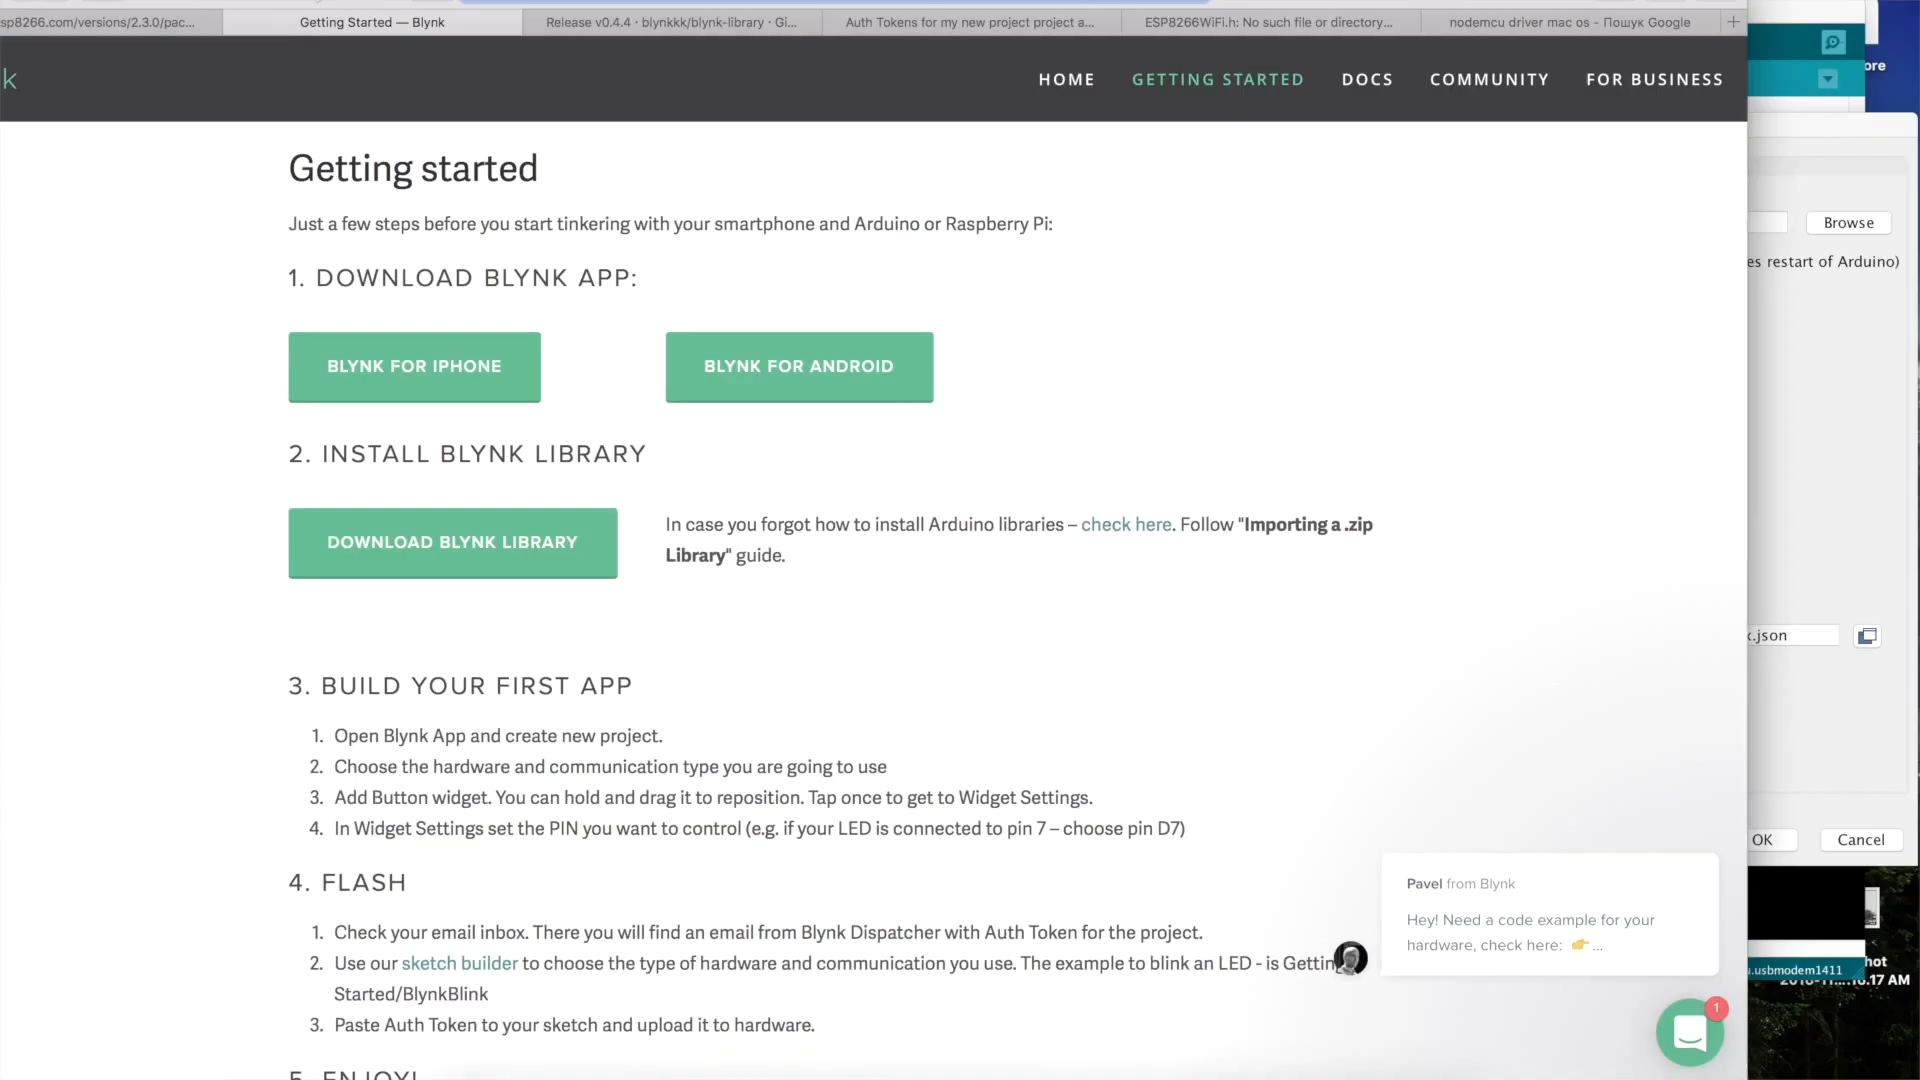 sp8266.com/versions/2.3.0/pac...
Getting Started — Blynk
Release v0.4.4 · blynkkk/blynk-library · Gi...
Auth Tokens for my new project project a...
ESP8266WiFi.h: No such file or directory...
nodemcu driver mac os - Пошук Google
k
HOME
GETTING STARTED
DOCS
COMMUNITY
FOR BUSINESS
ore
Getting started
Just a few steps before you start tinkering with your smartphone and Arduino or Raspberry Pi:
1. DOWNLOAD BLYNK APP:
BLYNK FOR IPHONE
BLYNK FOR ANDROID
2. INSTALL BLYNK LIBRARY
DOWNLOAD BLYNK LIBRARY
In case you forgot how to install Arduino libraries – check here. Follow "Importing a .zip
Library" guide.
3. BUILD YOUR FIRST APP
1. Open Blynk App and create new project.
2. Choose the hardware and communication type you are going to use
3. Add Button widget. You can hold and drag it to reposition. Tap once to get to Widget Settings.
4. In Widget Settings set the PIN you want to control (e.g. if your LED is connected to pin 7 – choose pin D7)
4. FLASH
1. Check your email inbox. There you will find an email from Blynk Dispatcher with Auth Token for the project.
2. Use our sketch builder to choose the type of hardware and communication you use. The example to blink an LED - is Gettin
Started/BlynkBlink
3. Paste Auth Token to your sketch and upload it to hardware.
5. ENJOY!
Pavel from Blynk
Hey! Need a code example for your
hardware, check here: 👉 ...
1
Browse
es restart of Arduino)
x.json
OK
Cancel
hot
u.usbmodem1411